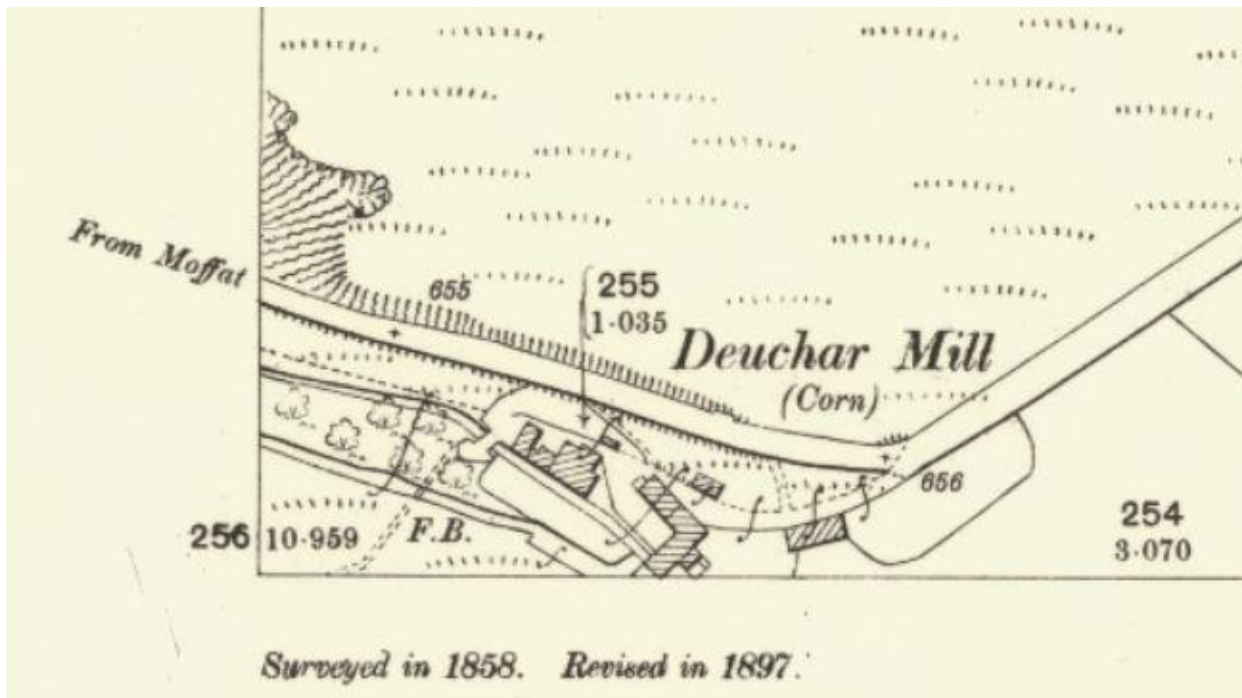 From Moffat
655
255
1·035
Deuchar Mill
(Corn)
656
256
10·959
F.B.
254
3·070
Surveyed in 1858. Revised in 1897.